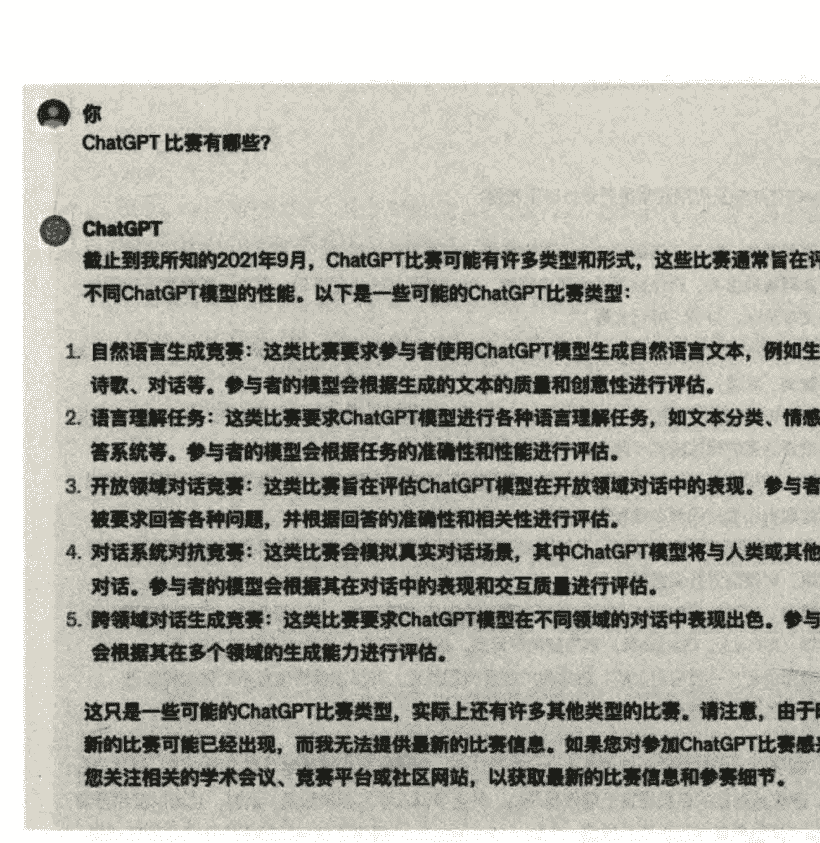 你
ChatGPT 比赛有哪些?
ChatGPT
截止到我所知的2021年9月，ChatGPT比赛可能有许多类型和形式，这些比赛通常旨在评
不同ChatGPT模型的性能。以下是一些可能的ChatGPT比赛类型：
1. 自然语言生成竞赛：这类比赛要求参与者使用ChatGPT模型生成自然语言文本，例如生
诗歌、对话等。参与者的模型会根据生成的文本的质量和创意性进行评估。
2. 语言理解任务：这类比赛要求ChatGPT模型进行各种语言理解任务，如文本分类、情感
答系统等。参与者的模型会根据任务的准确性和性能进行评估。
3. 开放领域对话竞赛：这类比赛旨在评估ChatGPT模型在开放领域对话中的表现。参与者
被要求回答各种问题，并根据回答的准确性和相关性进行评估。
4. 对话系统对抗竞赛：这类比赛会模拟真实对话场景，其中ChatGPT模型将与人类或其他
对话。参与者的模型会根据其在对话中的表现和交互质量进行评估。
5. 跨领域对话生成竞赛：这类比赛要求ChatGPT模型在不同领域的对话中表现出色。参与
会根据其在多个领域的生成能力进行评估。
这只是一些可能的ChatGPT比赛类型，实际上还有许多其他类型的比赛。请注意，由于
新的比赛可能已经出现，而我无法提供最新的比赛信息。如果您对参加ChatGPT比赛感
您关注相关的学术会议、竞赛平台或社区网站，以获取最新的比赛信息和参赛细节。